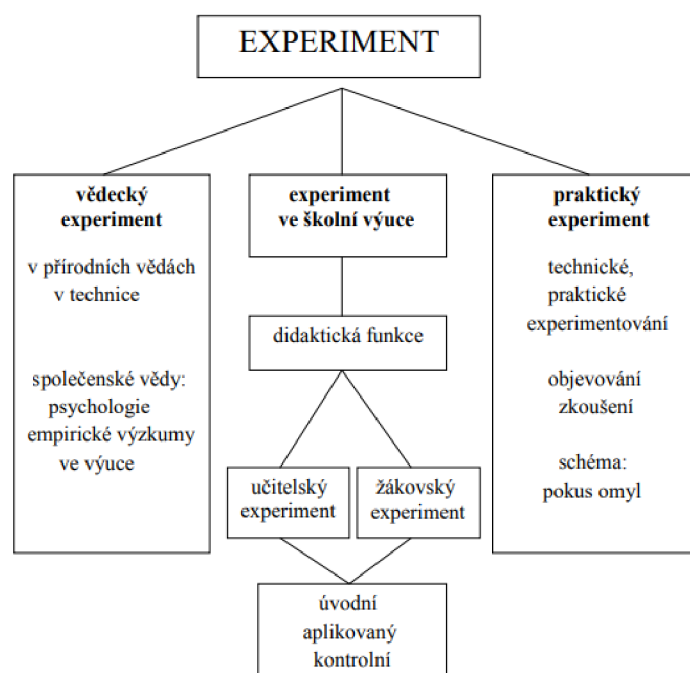 EXPERIMENT
vědecký
experiment
v přírodních vědách
v technice
společenské vědy:
psychologie
empirické výzkumy
ve výuce
experiment
ve školní výuce
didaktická funkce
učitelský
experiment
žákovský
experiment
úvodní
aplikovaný
kontrolní
praktický
experiment
technické,
praktické
experimentování
objevování
zkoušení
schéma:
pokus omyl